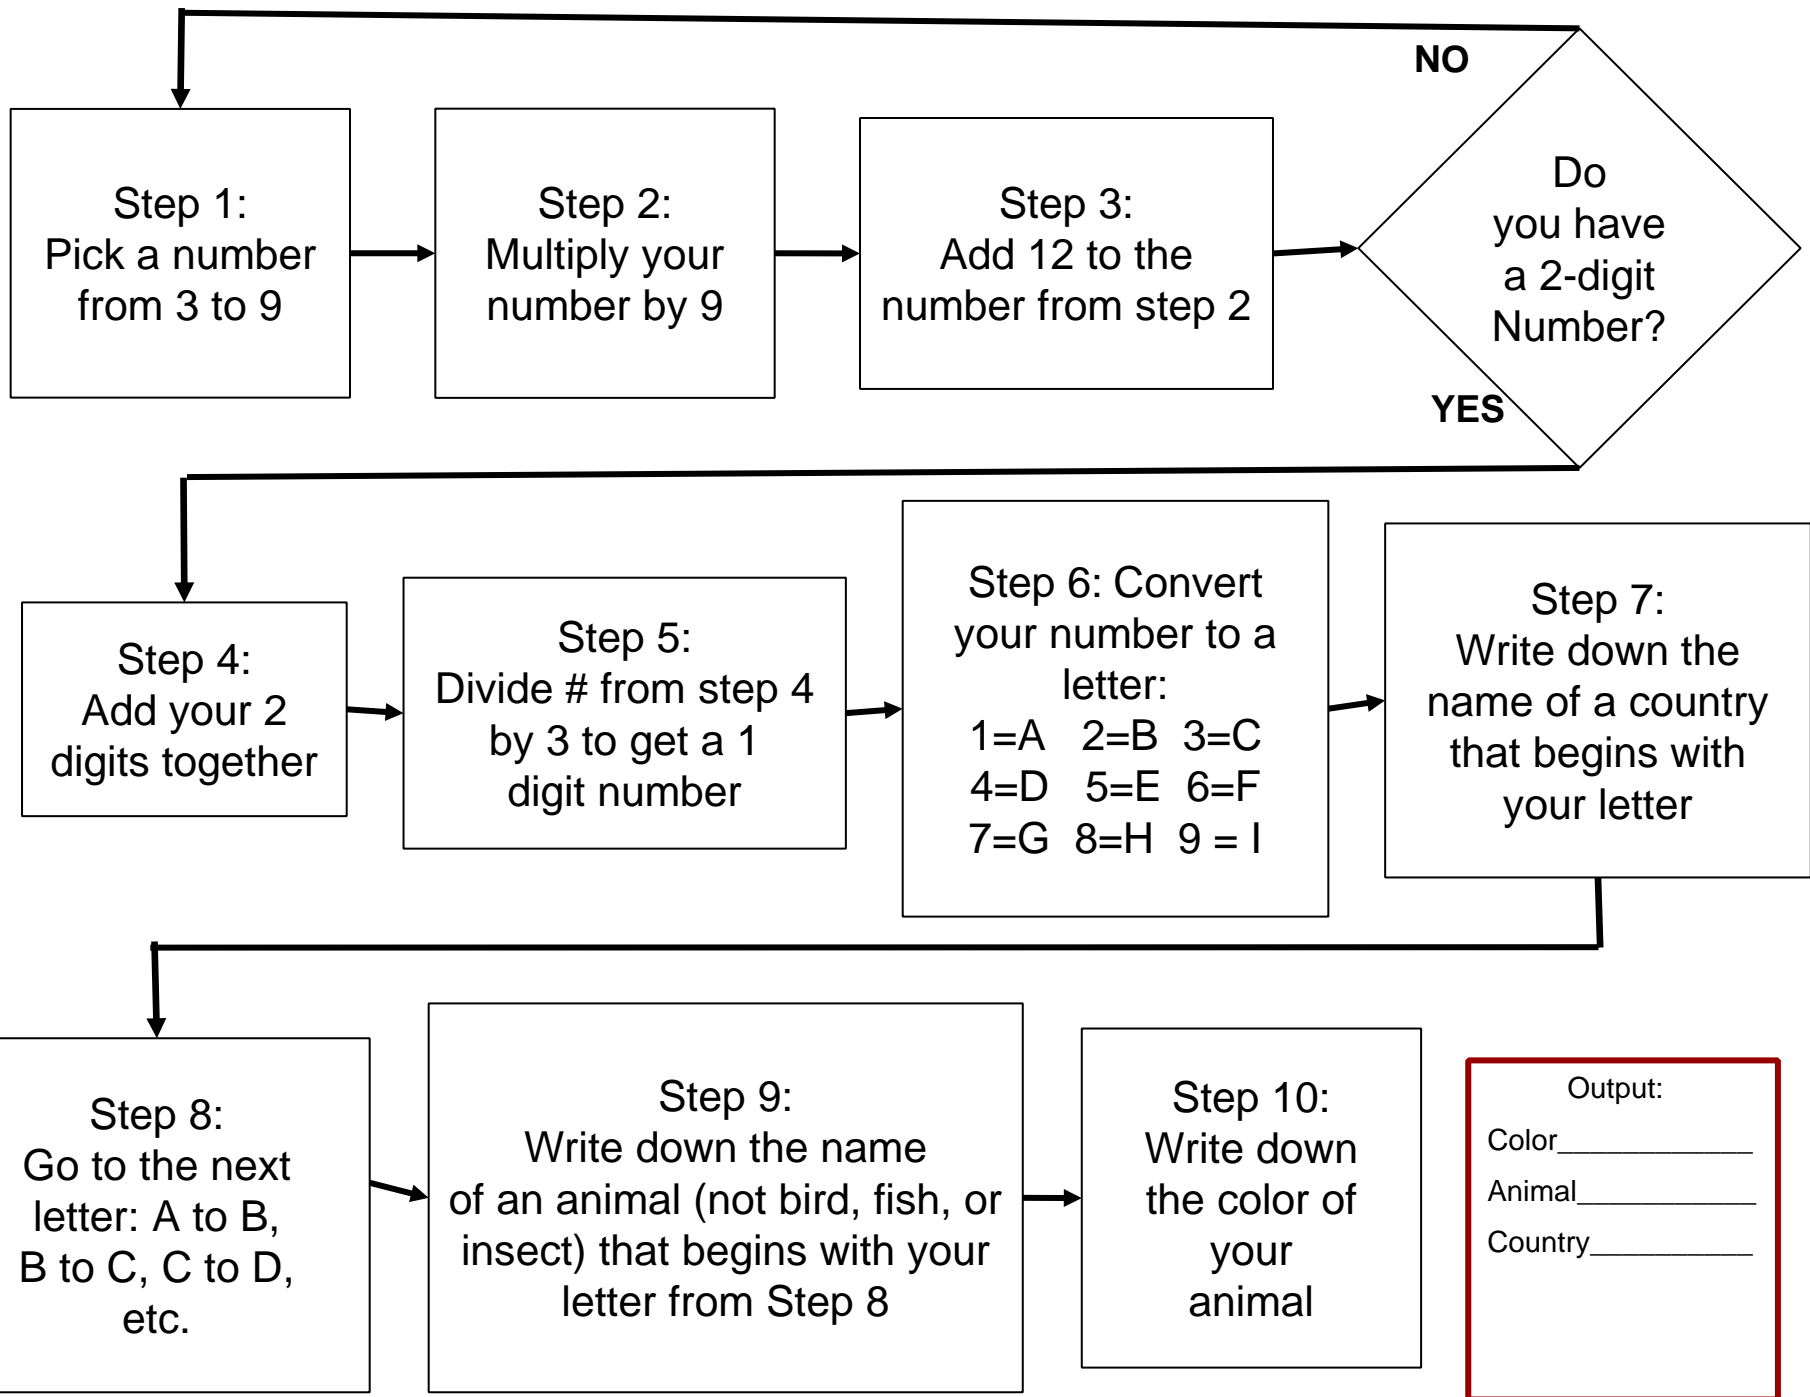 NO
Step 1:
Pick a number
from 3 to 9
Step 2:
Multiply your
number by 9
Step 3:
Add 12 to the
number from step 2
Do
you have
a 2-digit
Number?
YES
Step 4:
Add your 2
digits together
Step 5:
Divide # from step 4
by 3 to get a 1
digit number
Step 6: Convert
your number to a
letter:
1=A 2=B 3=C
4=D 5=E 6=F
7=G 8=H 9 = I
Step 7:
Write down the
name of a country
that begins with
your letter
Step 8:
Go to the next
letter: A to B,
B to C, C to D,
etc.
Step 9:
Write down the name
of an animal (not bird, fish, or
insect) that begins with your
letter from Step 8
Step 10:
Write down
the color of
your
animal
Output:
Color____________
Animal___________
Country__________